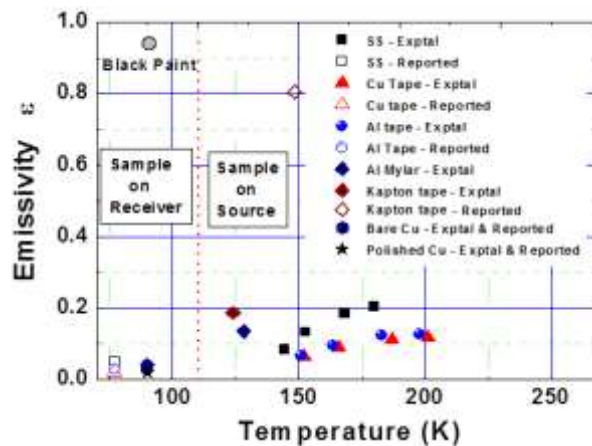 1.0
0.8
0.6
0.4
0.2
0.0
Emissivity ε
100
150
200
250
Temperature (K)
Black Paint
Sample
on
Receiver
Sample
on
Source
SS - Exptal
SS - Reported
Cu Tape - Exptal
Cu tape - Reported
Al tape - Exptal
Al Tape - Reported
Al Mylar - Exptal
Kapton tape - Exptal
Kapton tape - Reported
Bare Cu - Exptal & Reported
Polished Cu - Exptal & Reported